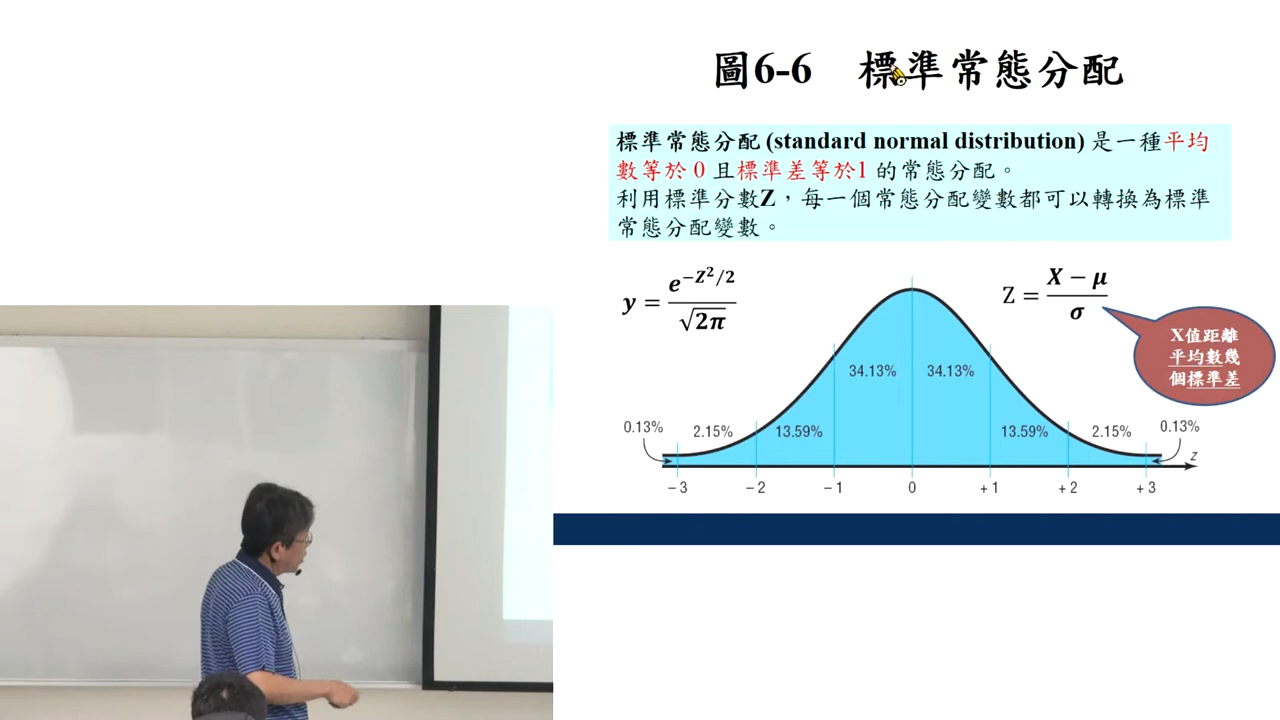 圖6-6 標準常態分配
標準常態分配 (standard normal distribution) 是一種平均
數等於 0 且標準差等於1 的常態分配。
利用標準分數Z，每一個常態分配變數都可以轉換為標準
常態分配變數。
y = e^{-Z²/2} / √2π
Z = (X − μ) / σ
X值距離
平均數幾
個標準差
34.13% 34.13%
0.13% 2.15% 13.59% 13.59% 2.15% 0.13%
z
− 3 − 2 − 1 0 + 1 + 2 + 3